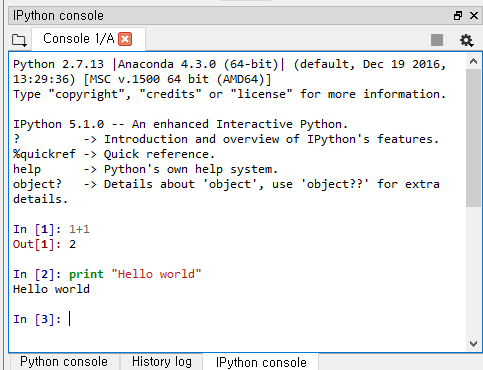 IPython console
Console 1/A
Python 2.7.13 |Anaconda 4.3.0 (64-bit)| (default, Dec 19 2016,
13:29:36) [MSC v.1500 64 bit (AMD64)]
Type "copyright", "credits" or "license" for more information.
IPython 5.1.0 -- An enhanced Interactive Python.
?         -> Introduction and overview of IPython's features.
%quickref -> Quick reference.
help      -> Python's own help system.
object?   -> Details about 'object', use 'object??' for extra
details.
In [1]: 1+1
Out[1]: 2
In [2]: print "Hello world"
Hello world
In [3]:
Python console History log IPython console